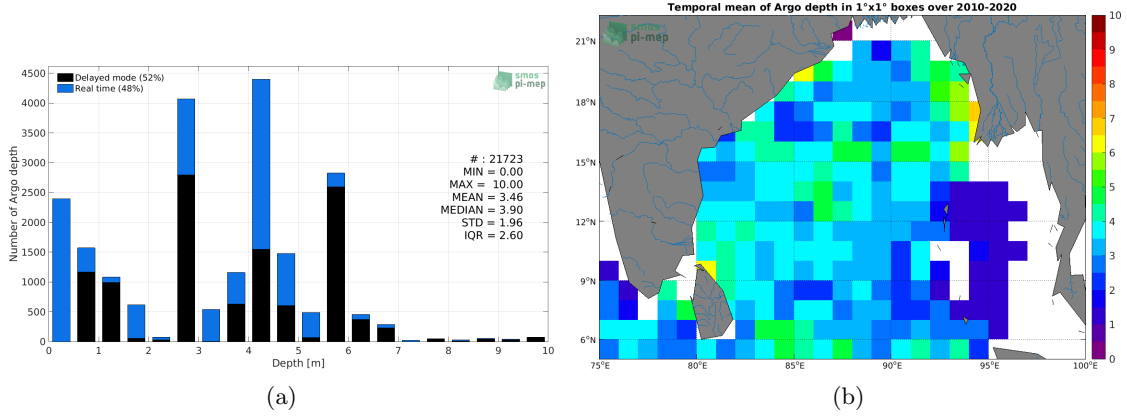 Delayed mode (52%)
Real time (48%)
smos
pi-mep
Number of Argo depth
4500
4000
3500
3000
2500
2000
1500
1000
500
0
# : 21723
MIN = 0.00
MAX = 10.00
MEAN = 3.46
MEDIAN = 3.90
STD = 1.96
IQR = 2.60
0 1 2 3 4 5 6 7 8 9 10
Depth [m]
(a)
Temporal mean of Argo depth in 1°x1° boxes over 2010-2020
smos
pi-mep
21°N
18°N
15°N
12°N
9°N
6°N
75°E 80°E 85°E 90°E 95°E 100°E
10
9
8
7
6
5
4
3
2
1
0
(b)